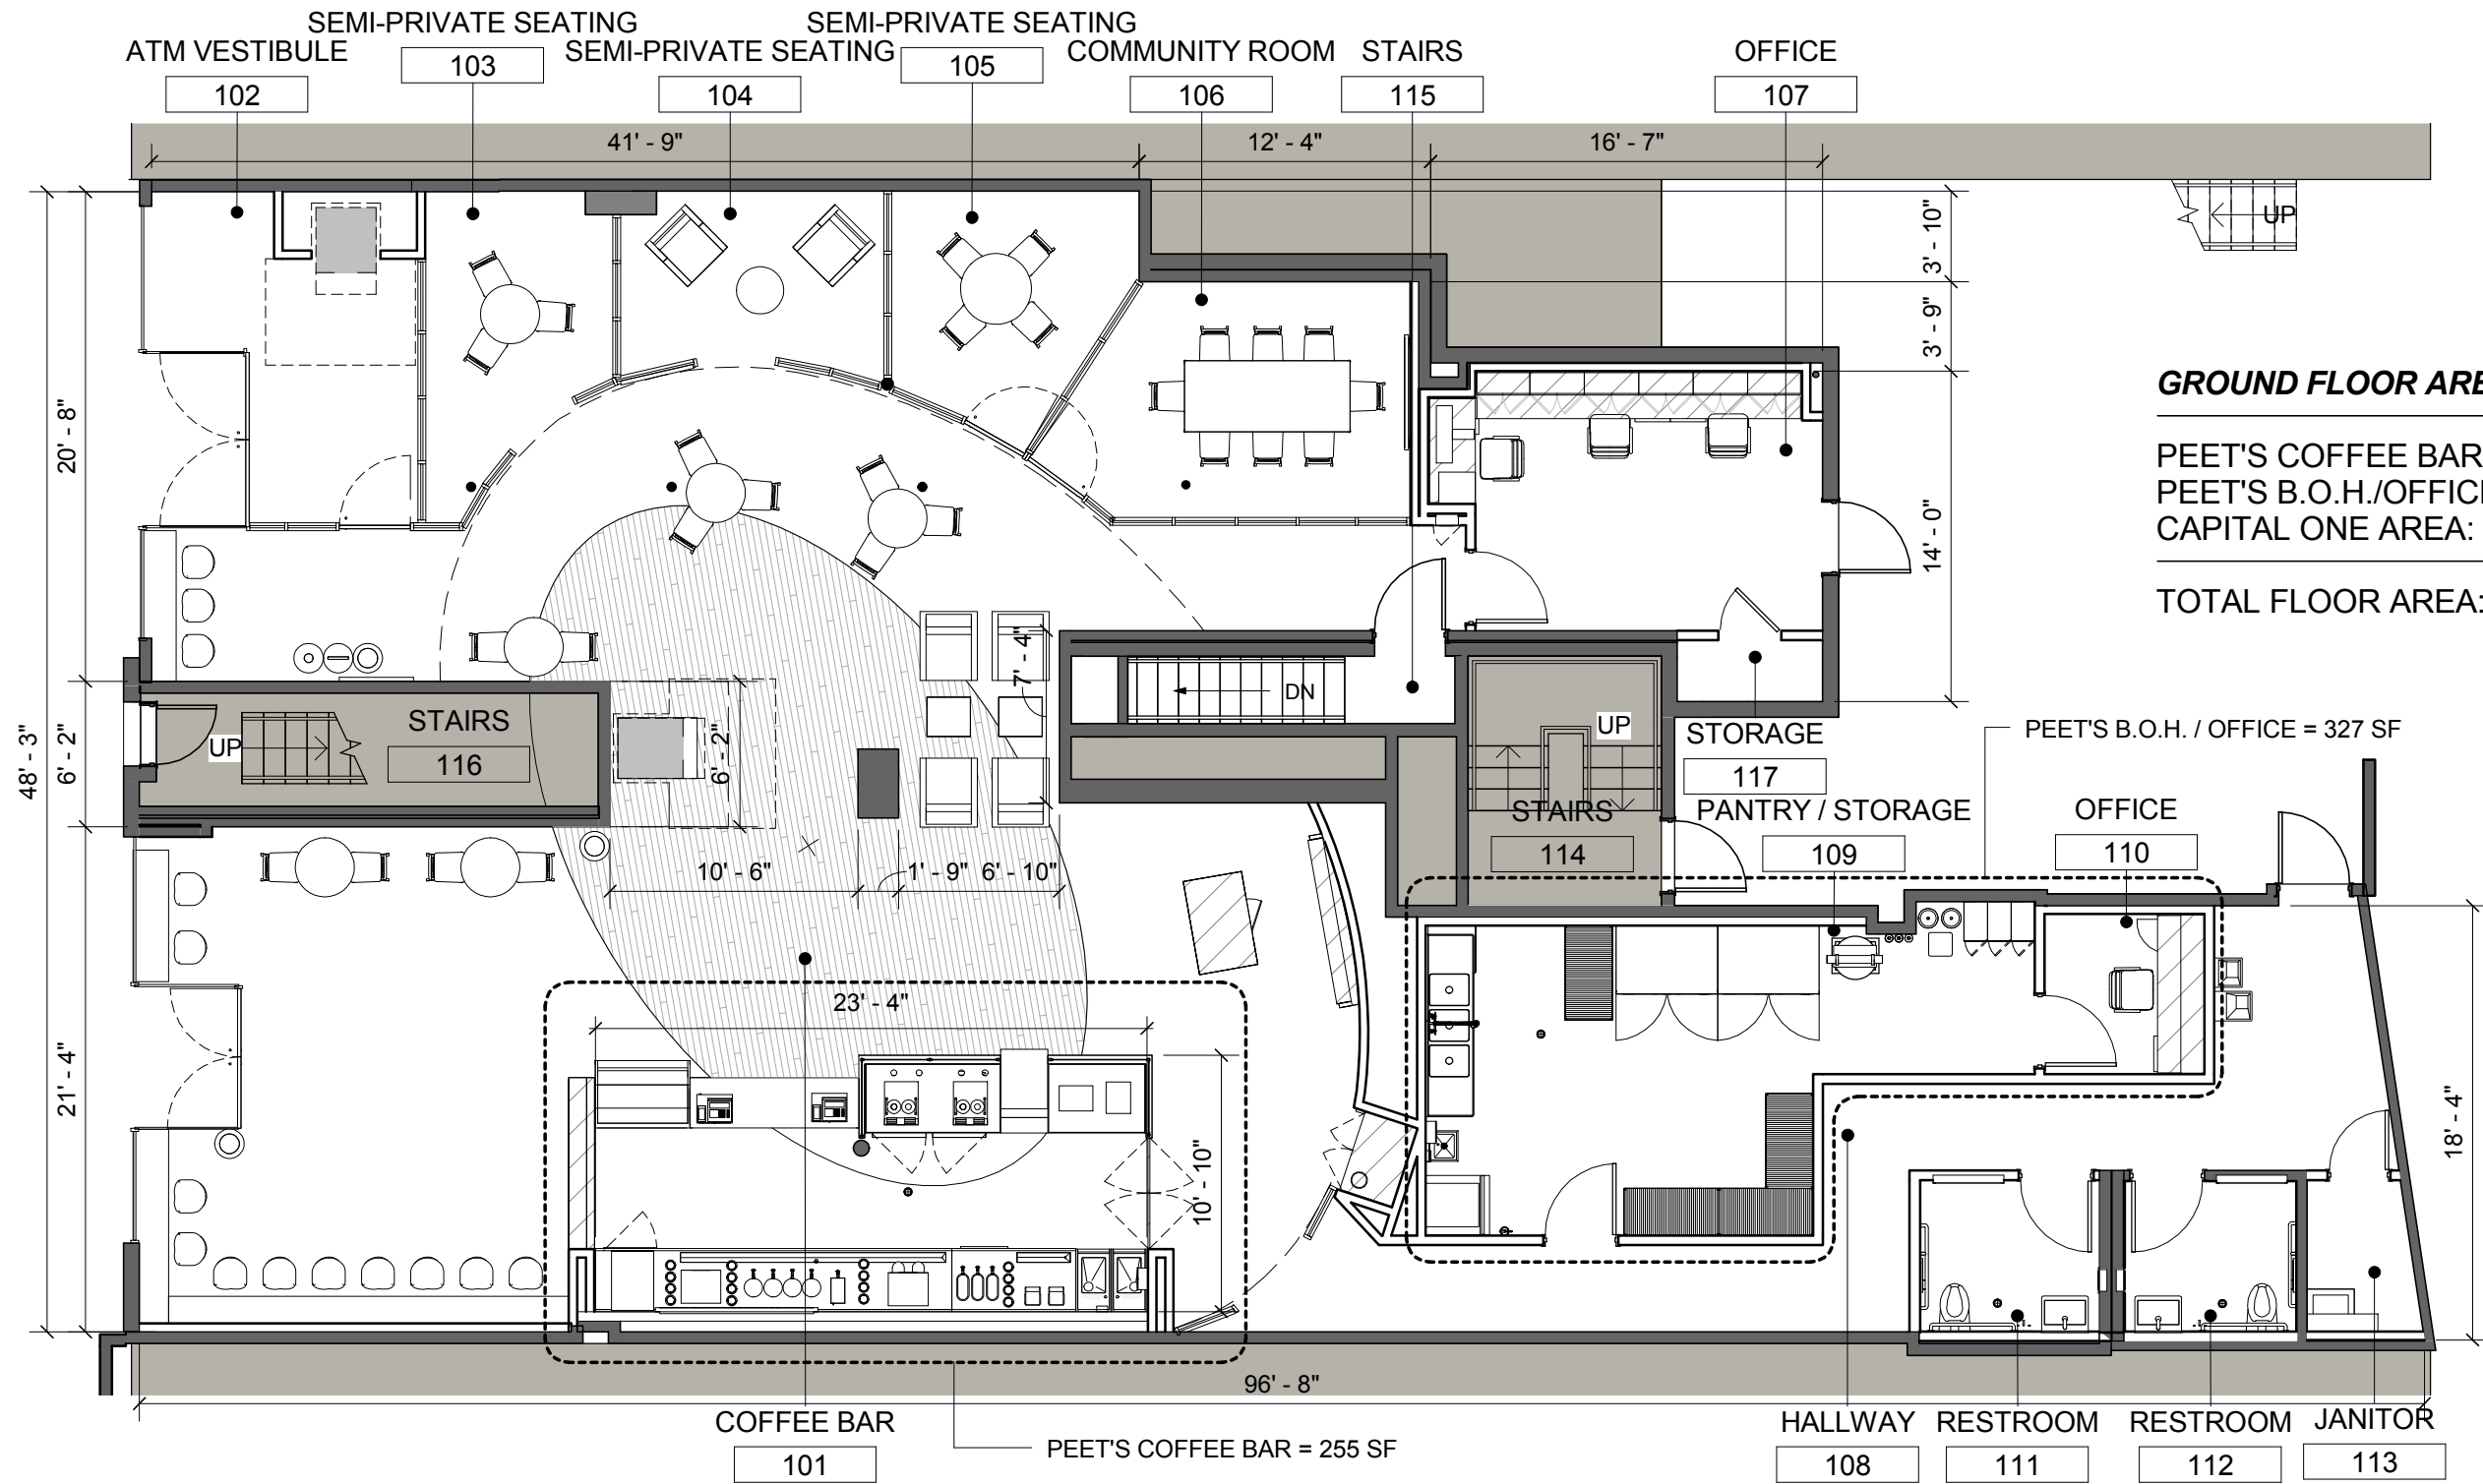 SEMI-PRIVATE SEATING
103
SEMI-PRIVATE SEATING
105
ATM VESTIBULE
102
SEMI-PRIVATE SEATING
104
COMMUNITY ROOM
106
STAIRS
115
OFFICE
107
41' - 9"
12' - 4"
16' - 7"
UP
3' - 10"
3' - 9"
14' - 0"
48' - 3"
20' - 8"
6' - 2"
21' - 4"
GROUND FLOOR ARE
PEET'S COFFEE BAR
PEET'S B.O.H./OFFICE
CAPITAL ONE AREA:
TOTAL FLOOR AREA:
7' - 4"
DN
STAIRS
116
UP
6' - 2"
UP
STORAGE
117
PEET'S B.O.H. / OFFICE = 327 SF
STAIRS
114
PANTRY / STORAGE
109
OFFICE
110
10' - 6"
1' - 9"
6' - 10"
23' - 4"
10' - 10"
18' - 4"
96' - 8"
COFFEE BAR
101
PEET'S COFFEE BAR = 255 SF
HALLWAY
108
RESTROOM
111
RESTROOM
112
JANITOR
113